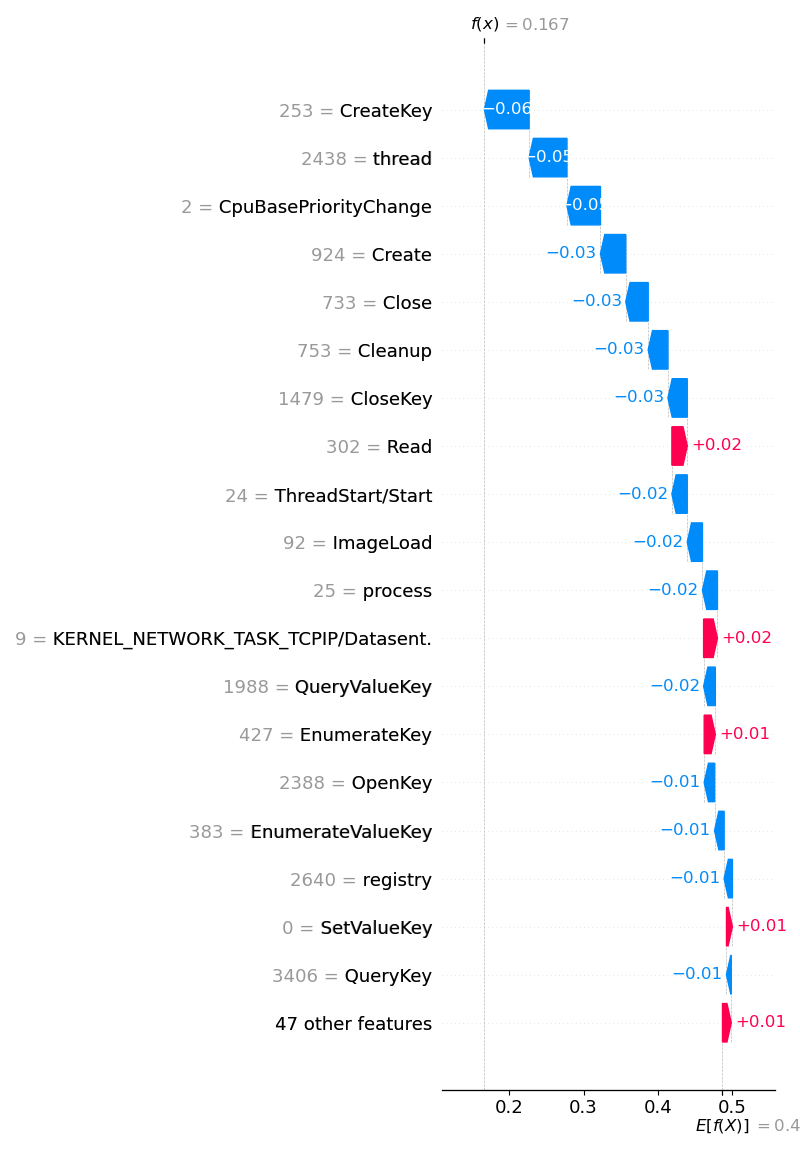 f(x) = 0.167
253 = CreateKey
−0.06
2438 = thread
−0.05
2 = CpuBasePriorityChange
924 = Create
−0.03
733 = Close
−0.03
753 = Cleanup
−0.03
1479 = CloseKey
−0.03
302 = Read
+0.02
24 = ThreadStart/Start
−0.02
92 = ImageLoad
−0.02
25 = process
−0.02
9 = KERNEL_NETWORK_TASK_TCPIP/Datasent.
+0.02
1988 = QueryValueKey
−0.02
427 = EnumerateKey
+0.01
2388 = OpenKey
−0.01
383 = EnumerateValueKey
−0.01
2640 = registry
−0.01
0 = SetValueKey
+0.01
3406 = QueryKey
−0.01
47 other features
+0.01
0.2 0.3 0.4 0.5
E[f(X)] = 0.4